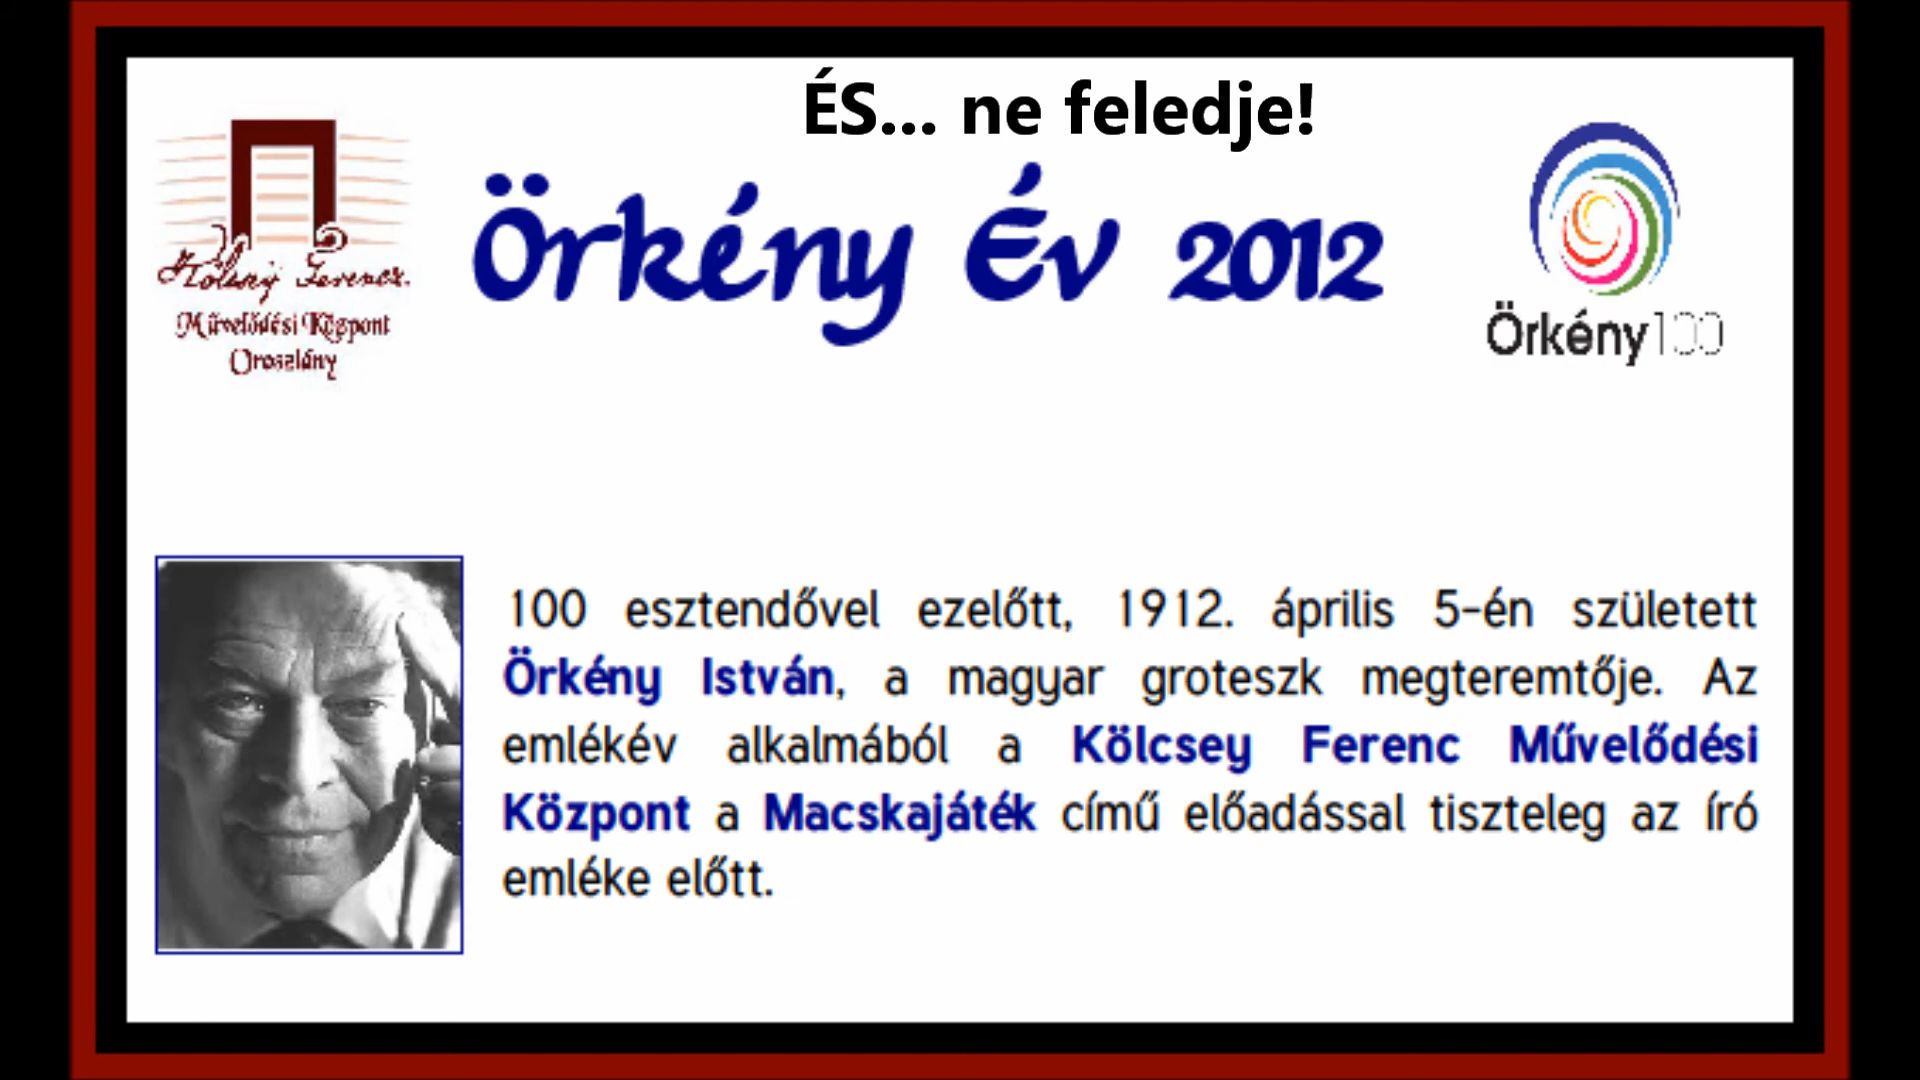 ÉS... ne feledje!
Örkény Év 2012
Kölcsey Ferenc
Művelődési Központ
Oroszlány
Örkény100
100 esztendővel ezelőtt, 1912. április 5-én született
Örkény István, a magyar groteszk megteremtője. Az
emlékév alkalmából a Kölcsey Ferenc Művelődési
Központ a Macskajáték című előadással tiszteleg az író
emléke előtt.